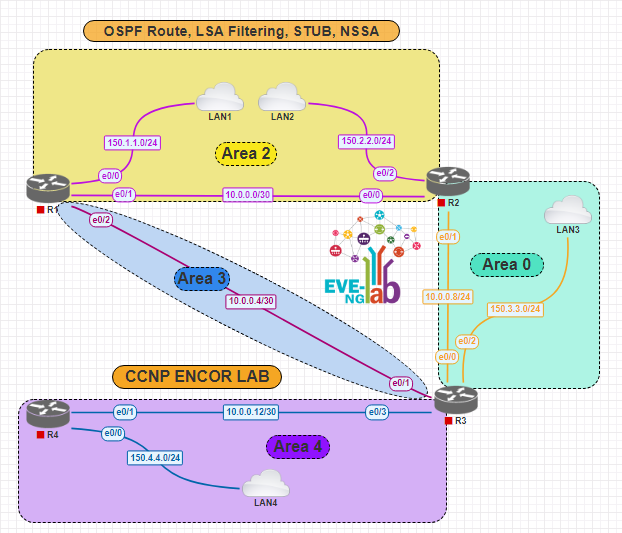 OSPF Route, LSA Filtering, STUB, NSSA
LAN1
LAN2
150.1.1.0/24
150.2.2.0/24
Area 2
e0/0
e0/2
e0/1
10.0.0.0/30
e0/0
R1
R2
e0/2
LAN3
e0/1
Area 0
Area 3
EVE-
NG
lab
10.0.0.4/30
10.0.0.8/24
150.3.3.0/24
e0/2
e0/0
CCNP ENCOR LAB
e0/1
R3
R4
e0/1
10.0.0.12/30
e0/3
e0/0
Area 4
150.4.4.0/24
LAN4